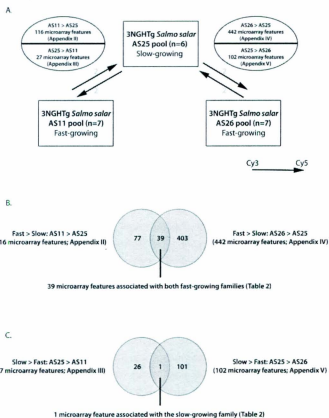 A.
AS11 > AS25
116 microarray features
(Appendix II)
AS25 > AS11
27 microarray features
(Appendix III)
3NGHTg Salmo salar
AS25 pool (n=6)
Slow-growing
AS26 > AS25
442 microarray features
(Appendix IV)
AS25 > AS26
102 microarray features
(Appendix V)
3NGHTg Salmo salar
AS11 pool (n=7)
Fast-growing
3NGHTg Salmo salar
AS26 pool (n=7)
Fast-growing
Cy3 Cy5
B.
Fast > Slow: AS11 > AS25
16 microarray features; Appendix II)
77 39 403
Fast > Slow: AS26 > AS25
(442 microarray features; Appendix IV)
39 microarray features associated with both fast-growing families (Table 2)
C.
Slow > Fast: AS25 > AS11
7 microarray features; Appendix III)
26 1 101
Slow > Fast: AS25 > AS26
(102 microarray features; Appendix V)
1 microarray feature associated with the slow-growing family (Table 2)